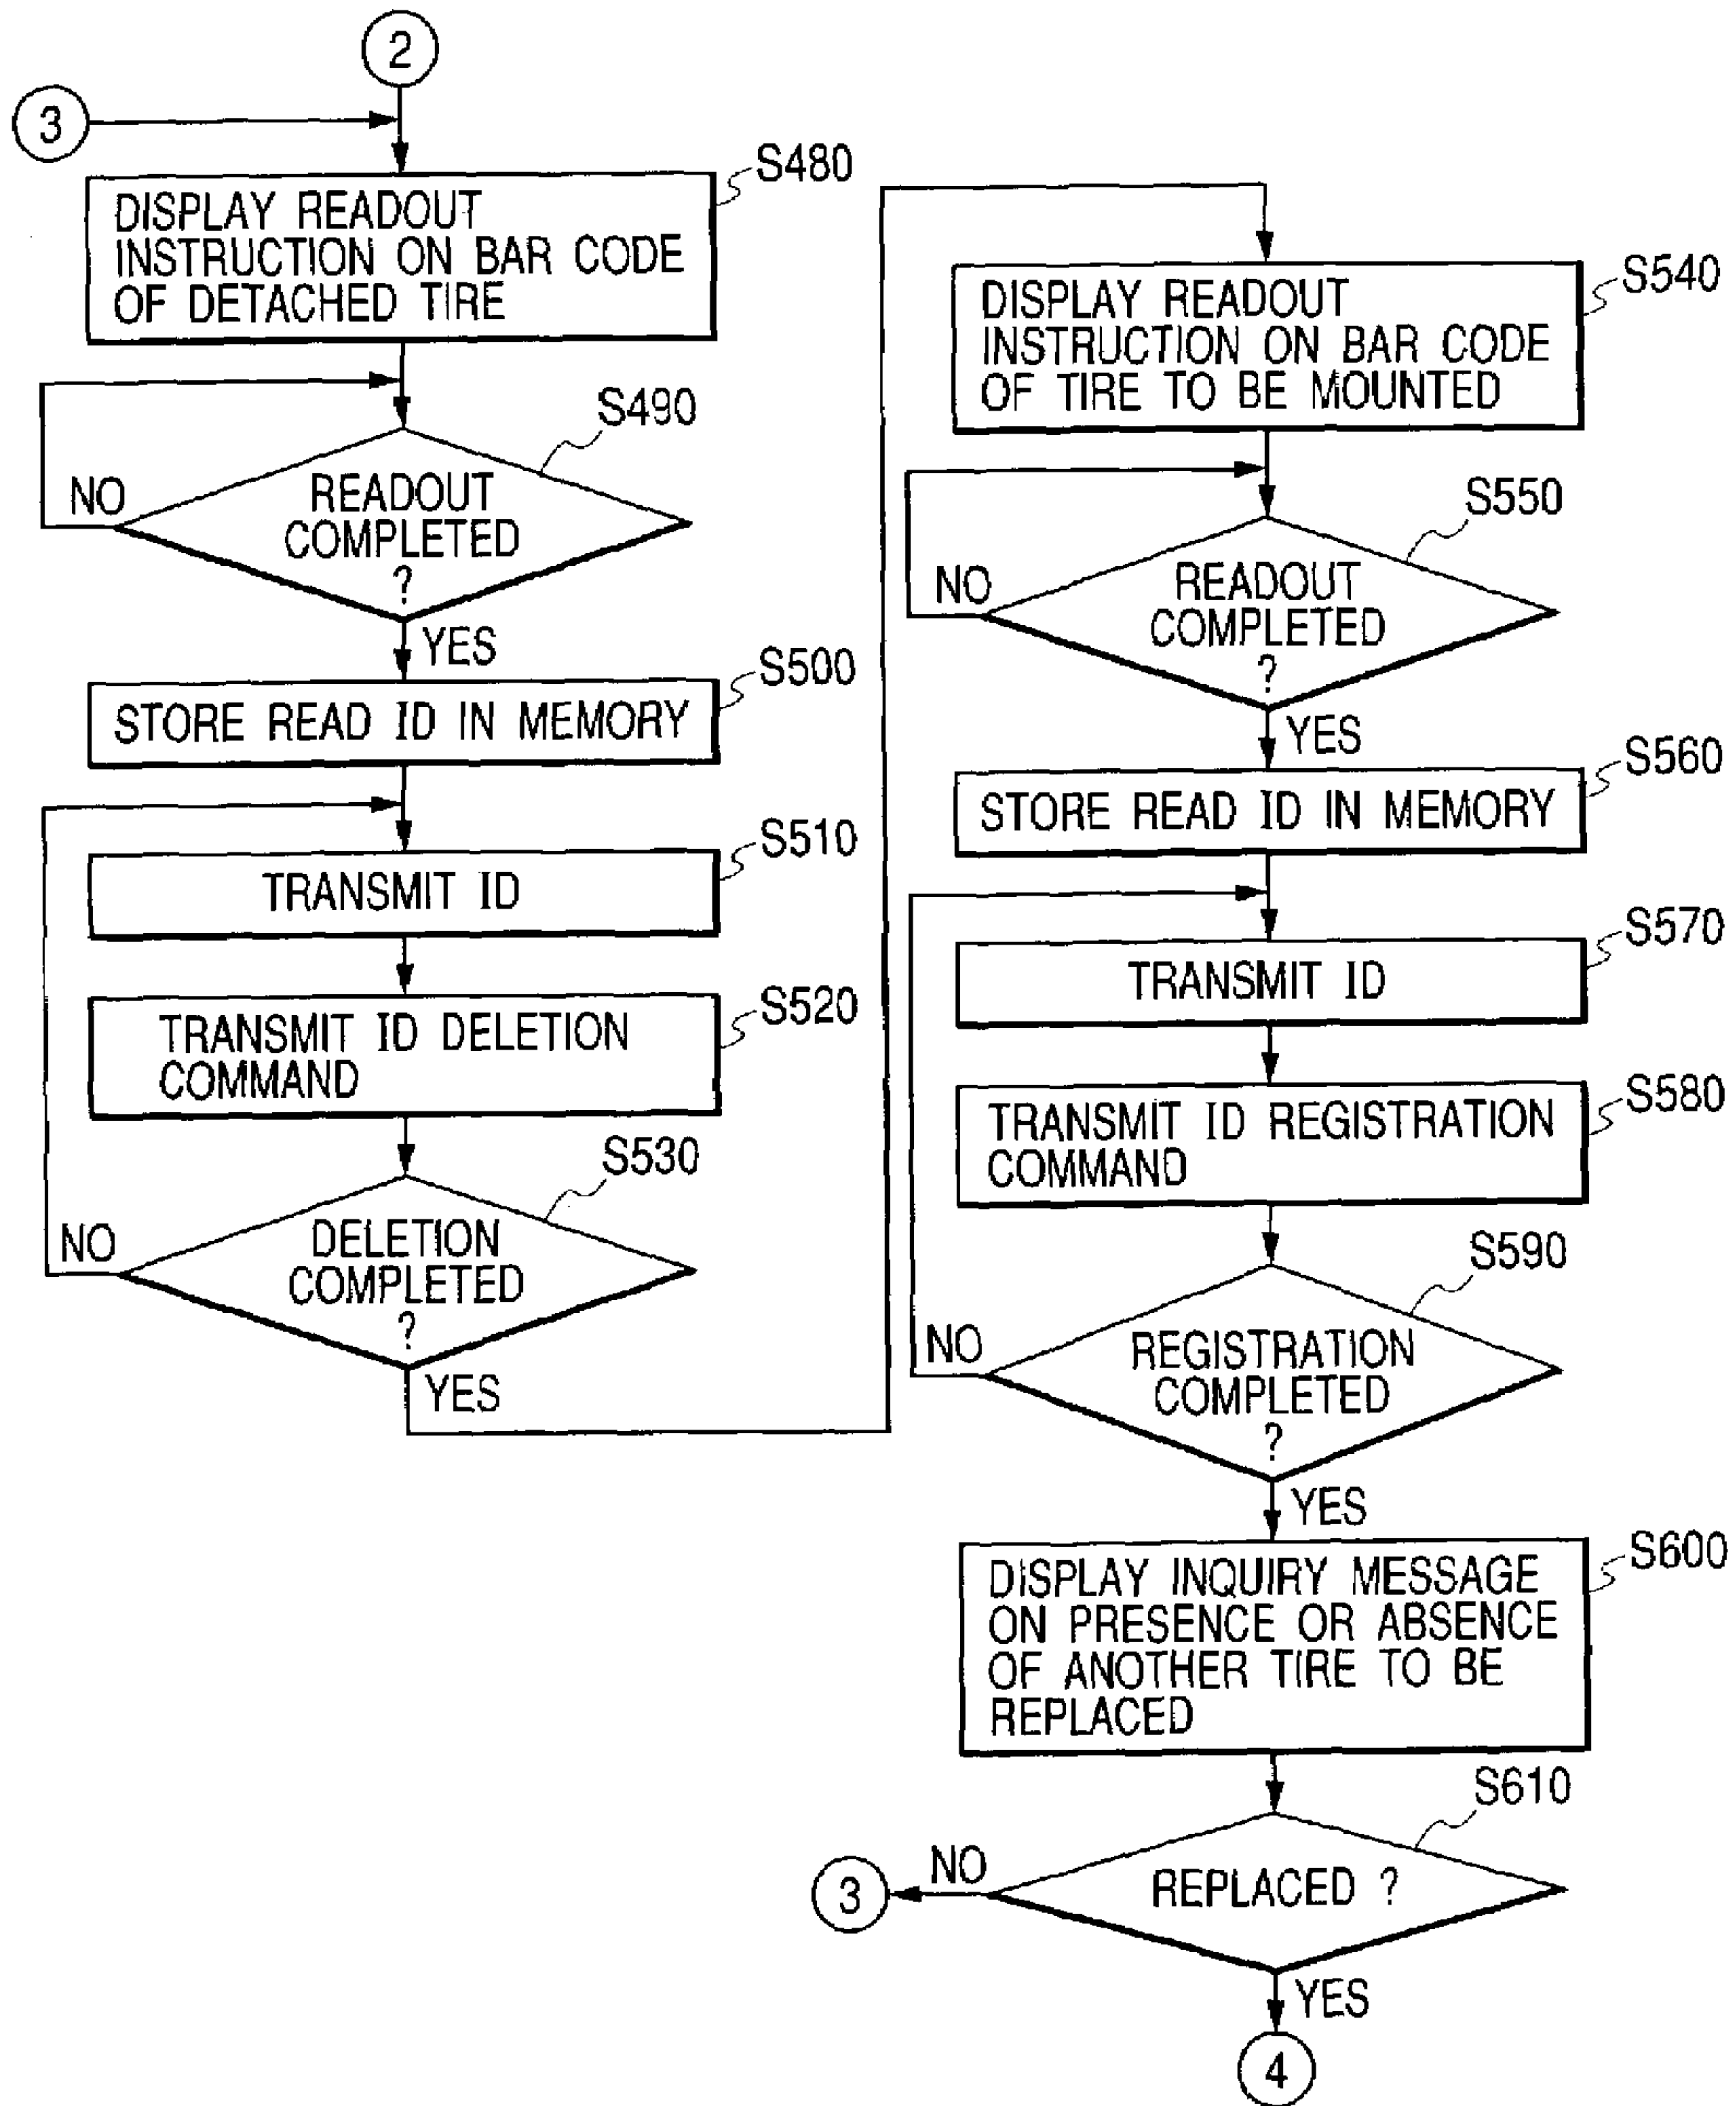 2
3
S480
DISPLAY READOUT
INSTRUCTION ON BAR CODE
OF DETACHED TIRE
S490
NO
READOUT
COMPLETED
?
YES
S500
STORE READ ID IN MEMORY
S510
TRANSMIT ID
S520
TRANSMIT ID DELETION
COMMAND
S530
NO
DELETION
COMPLETED
?
YES
S540
DISPLAY READOUT
INSTRUCTION ON BAR CODE
OF TIRE TO BE MOUNTED
S550
NO
READOUT
COMPLETED
?
YES
S560
STORE READ ID IN MEMORY
S570
TRANSMIT ID
S580
TRANSMIT ID REGISTRATION
COMMAND
S590
NO
REGISTRATION
COMPLETED
?
YES
S600
DISPLAY INQUIRY MESSAGE
ON PRESENCE OR ABSENCE
OF ANOTHER TIRE TO BE
REPLACED
S610
3
NO
REPLACED ?
YES
4